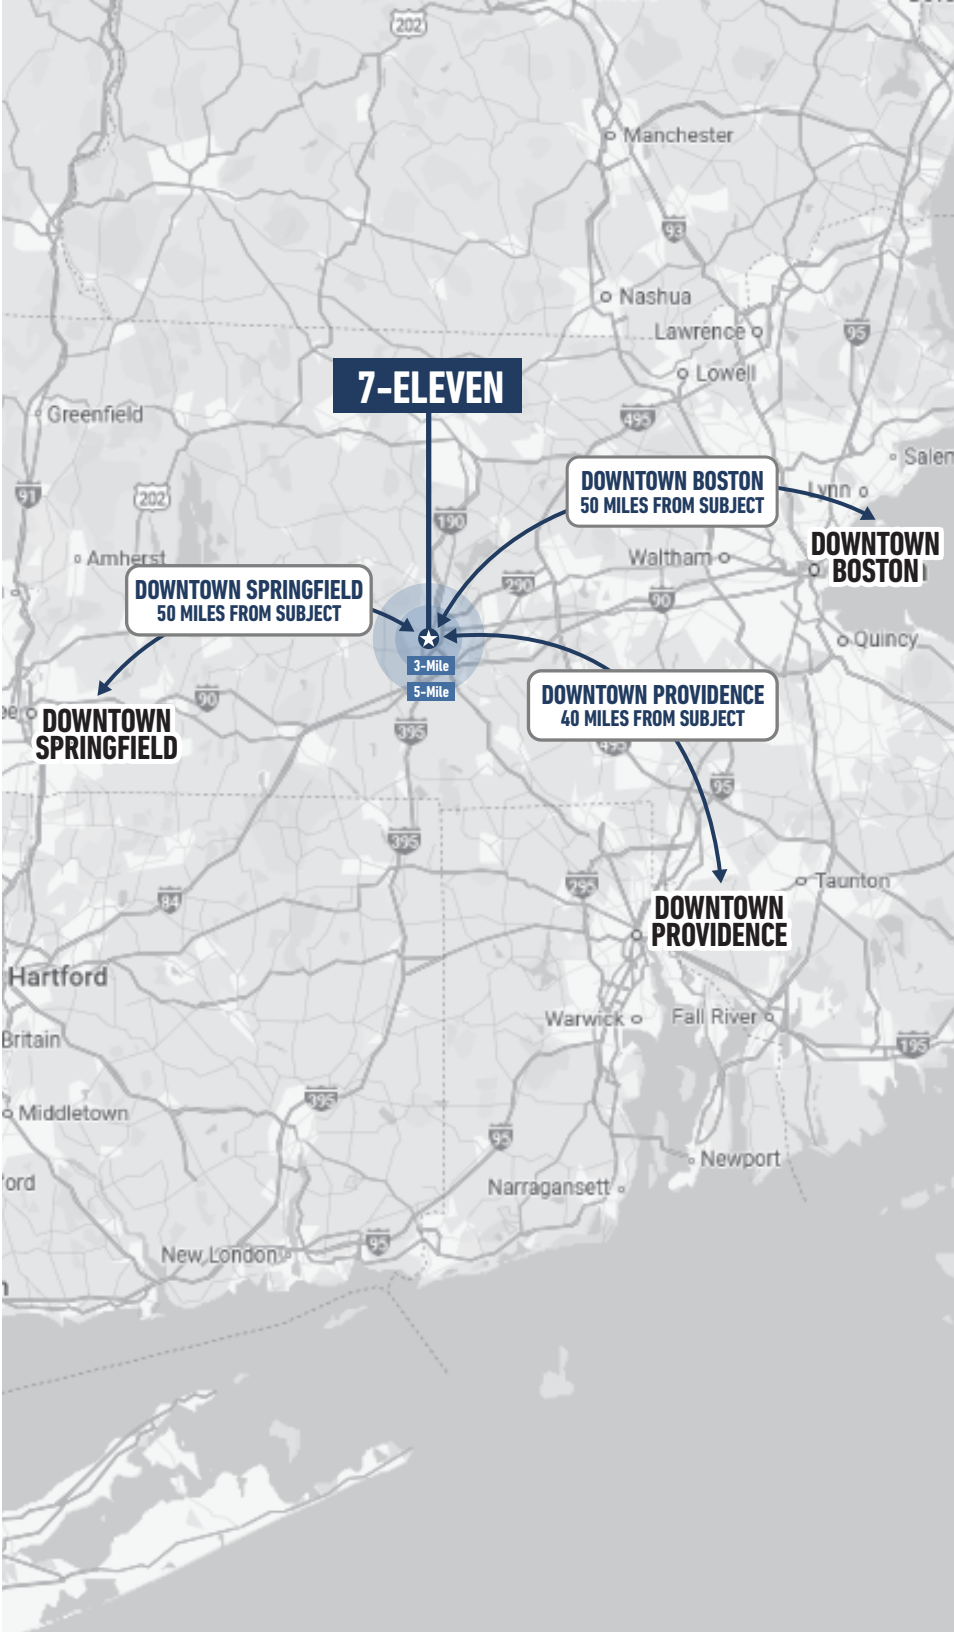 202
Manchester
93
Nashua
Lawrence
95
Lowell
7-ELEVEN
Greenfield
495
Salem
DOWNTOWN BOSTON
50 MILES FROM SUBJECT
Lynn
91
202
190
DOWNTOWN
BOSTON
Amherst
Waltham
290
DOWNTOWN SPRINGFIELD
50 MILES FROM SUBJECT
90
Quincy
3-Mile
5-Mile
90
DOWNTOWN PROVIDENCE
40 MILES FROM SUBJECT
ee
DOWNTOWN
SPRINGFIELD
395
495
95
395
295
Taunton
84
DOWNTOWN
PROVIDENCE
Hartford
Warwick
Fall River
Britain
195
395
Middletown
95
Newport
ord
Narragansett
95
New London
n